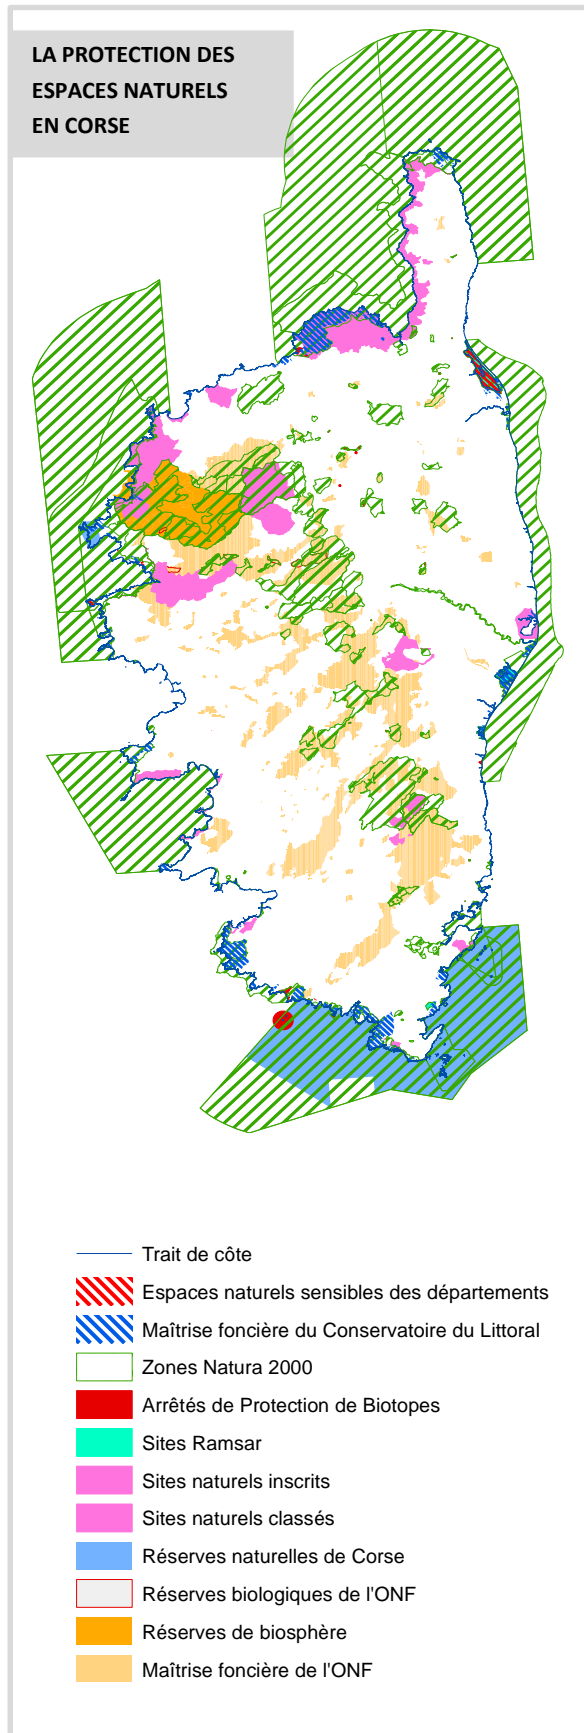 LA PROTECTION DES
ESPACES NATURELS
EN CORSE
Trait de côte
Espaces naturels sensibles des départements
Maîtrise foncière du Conservatoire du Littoral
Zones Natura 2000
Arrêtés de Protection de Biotopes
Sites Ramsar
Sites naturels inscrits
Sites naturels classés
Réserves naturelles de Corse
Réserves biologiques de l'ONF
Réserves de biosphère
Maîtrise foncière de l'ONF